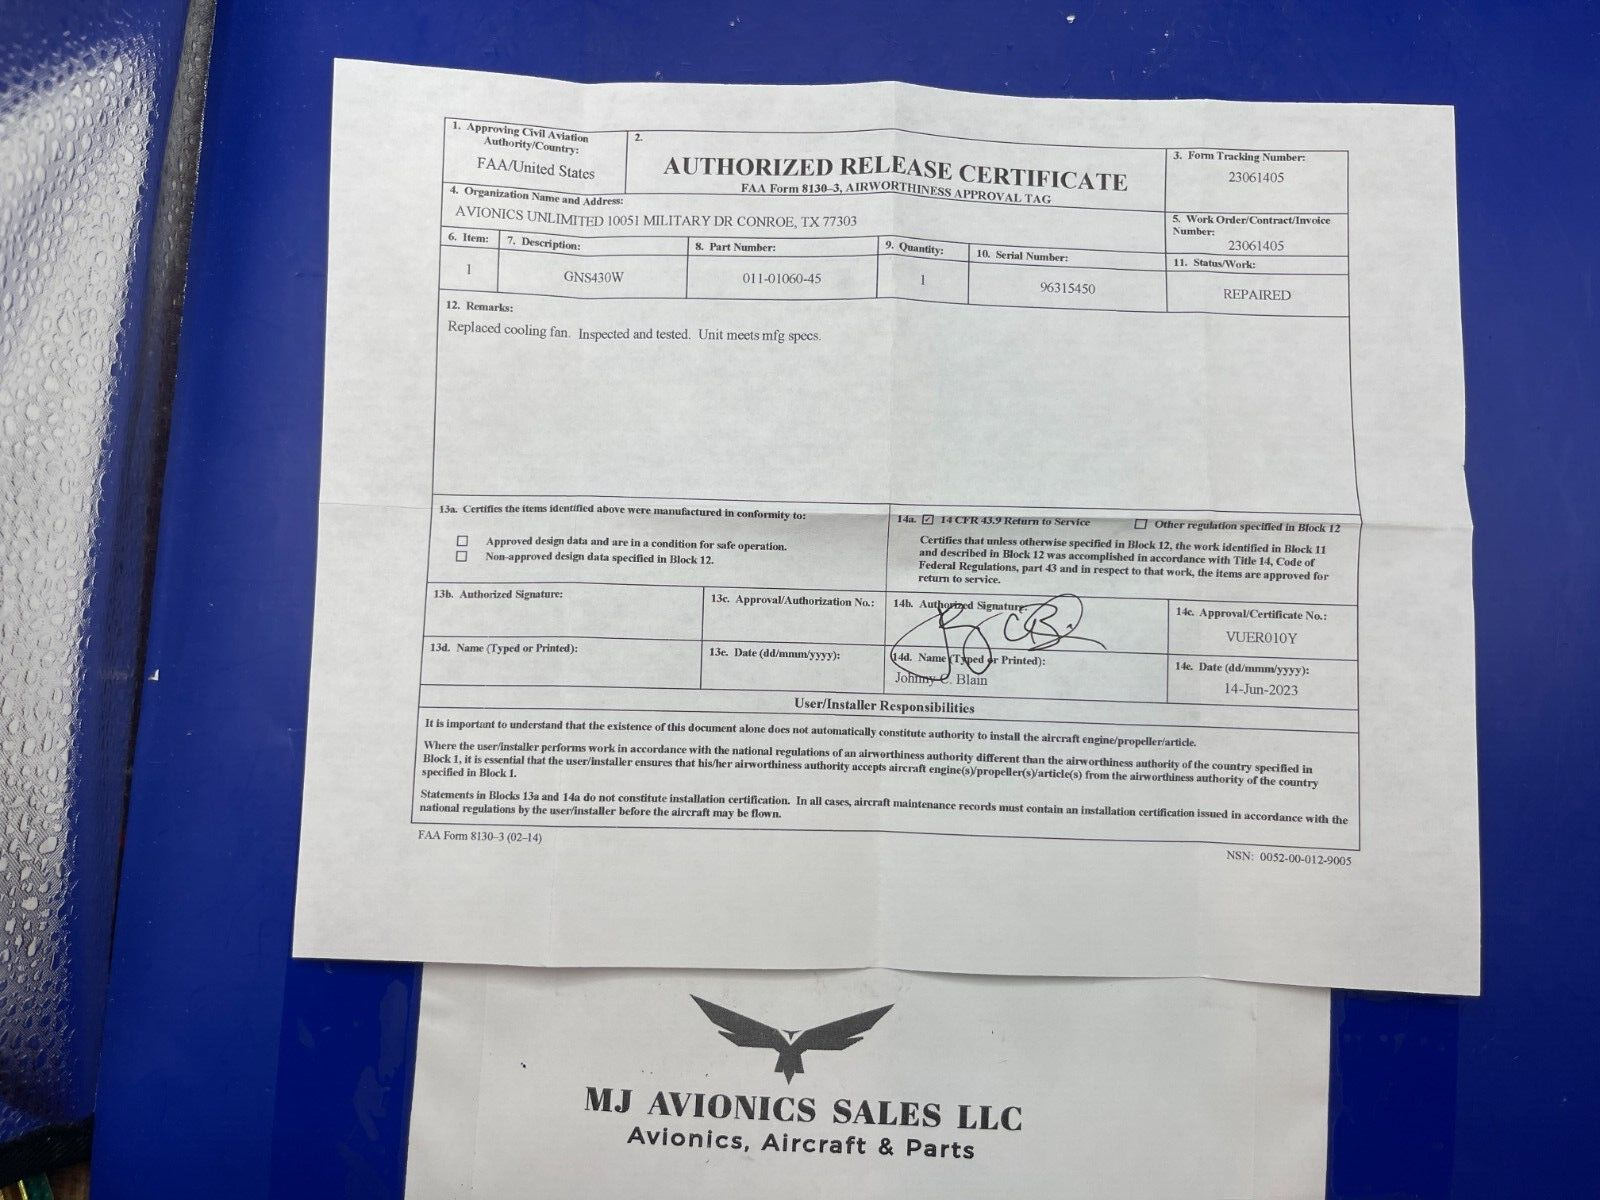 1. Approving Civil Aviation
Authority/Country:
FAA/United States
2.
AUTHORIZED RELEASE CERTIFICATE
FAA Form 8130–3, AIRWORTHINESS APPROVAL TAG
3. Form Tracking Number:
23061405
4. Organization Name and Address:
AVIONICS UNLIMITED 10051 MILITARY DR CONROE, TX 77303
5. Work Order/Contract/Invoice
Number:
23061405
6. Item:
7. Description:
8. Part Number:
9. Quantity:
10. Serial Number:
11. Status/Work:
1
GNS430W
011-01060-45
1
96315450
REPAIRED
12. Remarks:
Replaced cooling fan. Inspected and tested. Unit meets mfg specs.
13a. Certifies the items identified above were manufactured in conformity to:
Approved design data and are in a condition for safe operation.
Non-approved design data specified in Block 12.
14a. 14 CFR 43.9 Return to Service
Other regulation specified in Block 12
Certifies that unless otherwise specified in Block 12, the work identified in Block 11
and described in Block 12 was accomplished in accordance with Title 14, Code of
Federal Regulations, part 43 and in respect to that work, the items are approved for
return to service.
13b. Authorized Signature:
13c. Approval/Authorization No.:
14b. Authorized Signature:
14c. Approval/Certificate No.:
VUER010Y
13d. Name (Typed or Printed):
13e. Date (dd/mmm/yyyy):
14d. Name (Typed or Printed):
Johnny C. Blain
14e. Date (dd/mmm/yyyy):
14-Jun-2023
User/Installer Responsibilities
It is important to understand that the existence of this document alone does not automatically constitute authority to install the aircraft engine/propeller/article.
Where the user/installer performs work in accordance with the national regulations of an airworthiness authority different than the airworthiness authority of the country specified in
Block 1, it is essential that the user/installer ensures that his/her airworthiness authority accepts aircraft engine(s)/propeller(s)/article(s) from the airworthiness authority of the country
specified in Block 1.
Statements in Blocks 13a and 14a do not constitute installation certification. In all cases, aircraft maintenance records must contain an installation certification issued in accordance with the
national regulations by the user/installer before the aircraft may be flown.
FAA Form 8130–3 (02–14)
NSN: 0052-00-012-9005
MJ AVIONICS SALES LLC
Avionics, Aircraft & Parts